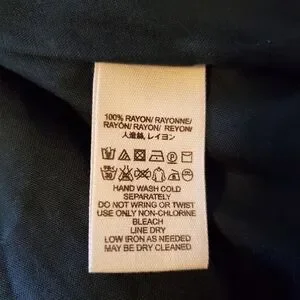 100% RAYON/ RAYONNE/
RAYÓN/ RAYON/ REYON/
人造絲, レイヨン
HAND WASH COLD
SEPARATELY
DO NOT WRING OR TWIST
USE ONLY NON-CHLORINE
BLEACH
LINE DRY
LOW IRON AS NEEDED
MAY BE DRY CLEANED